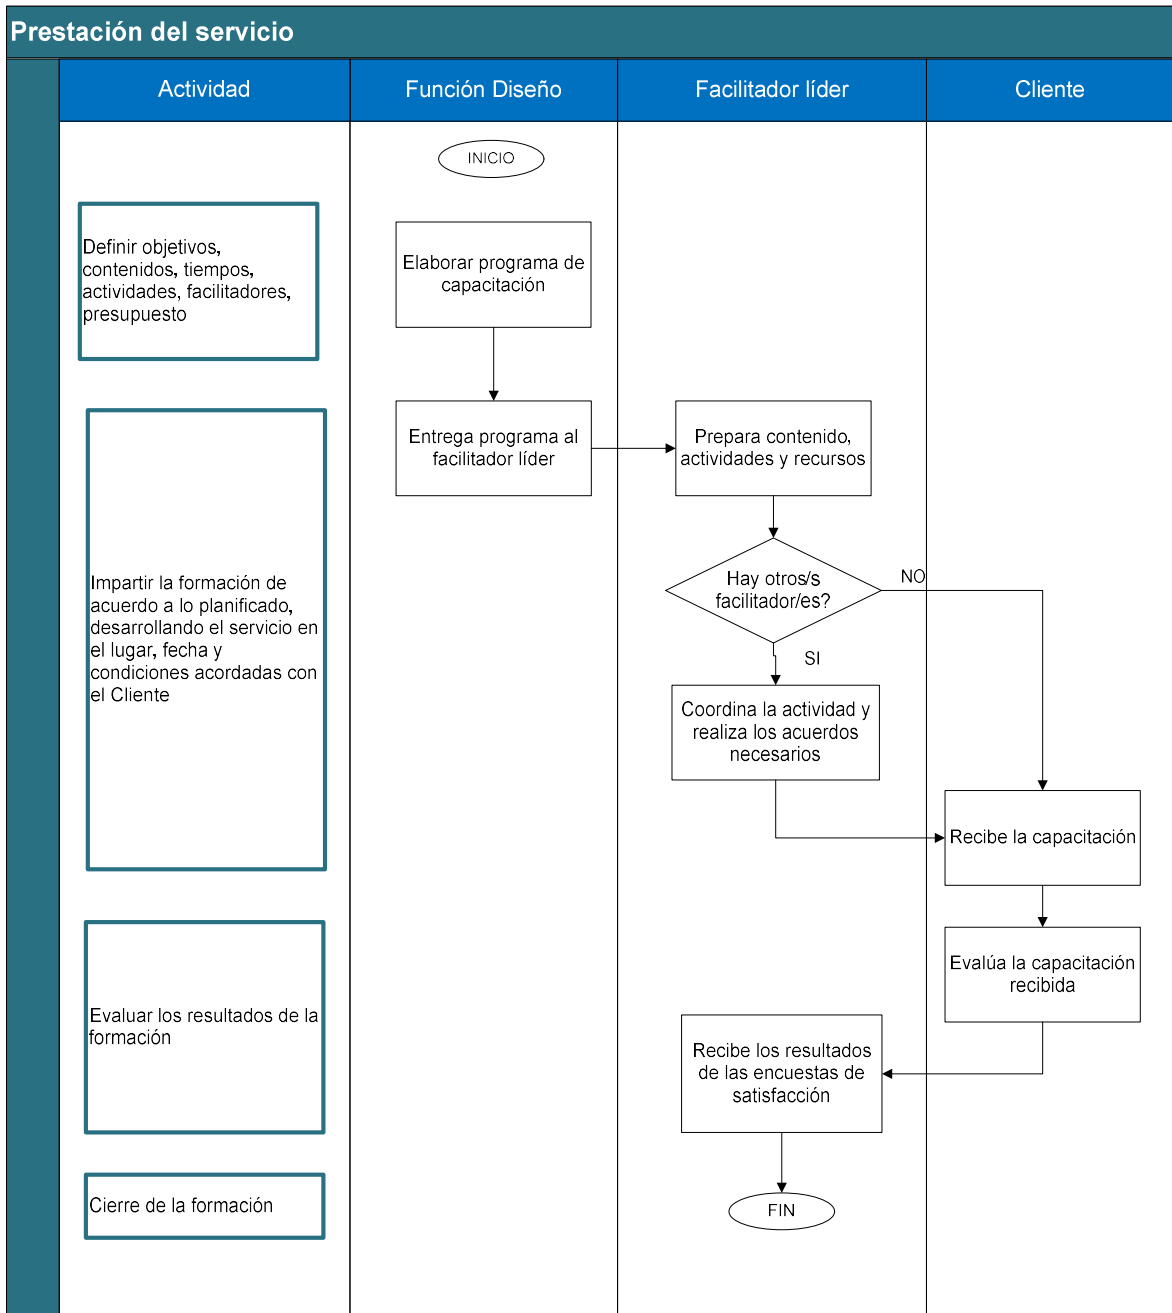 Prestación del servicio
Actividad
Función Diseño
Facilitador líder
Cliente
INICIO
Definir objetivos,
contenidos, tiempos,
actividades, facilitadores,
presupuesto
Elaborar programa de
capacitación
Entrega programa al
facilitador líder
Prepara contenido,
actividades y recursos
Impartir la formación de
acuerdo a lo planificado,
desarrollando el servicio en
el lugar, fecha y
condiciones acordadas con
el Cliente
Hay otros/s
facilitador/es?
NO
SI
Coordina la actividad y
realiza los acuerdos
necesarios
Recibe la capacitación
Evalúa la capacitación
recibida
Evaluar los resultados de la
formación
Recibe los resultados
de las encuestas de
satisfacción
Cierre de la formación
FIN